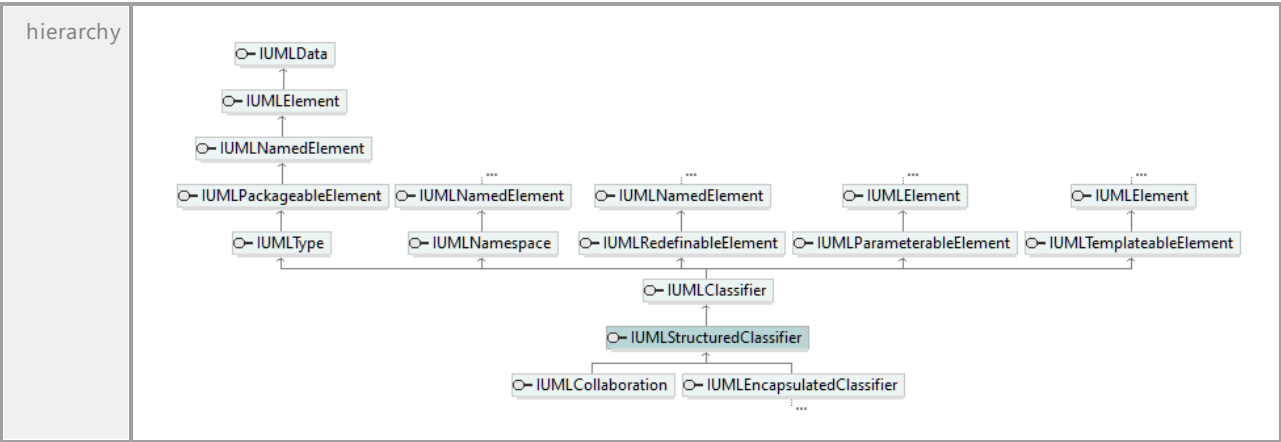 hierarchy
IUMLData
IUMLElement
IUMLNamedElement
... ... ... ...
IUMLPackageableElement IUMLNamedElement IUMLNamedElement IUMLElement IUMLElement
IUMLType IUMLNamespace IUMLRedefinableElement IUMLParameterableElement IUMLTemplateableElement
IUMLClassifier
IUMLStructuredClassifier
IUMLCollaboration IUMLEncapsulatedClassifier
...